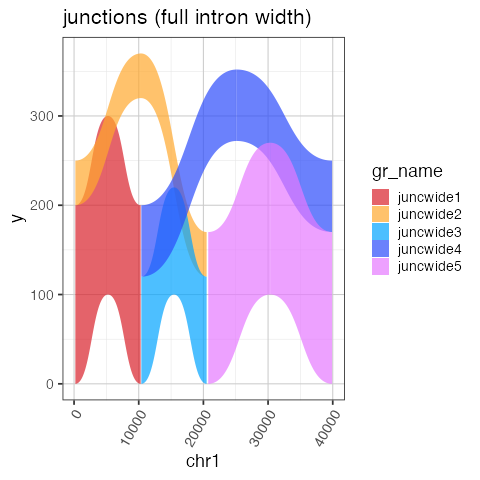 junctions (full intron width)
y
300
200
100
0
0
10000
20000
30000
40000
chr1
gr_name
juncwide1
juncwide2
juncwide3
juncwide4
juncwide5